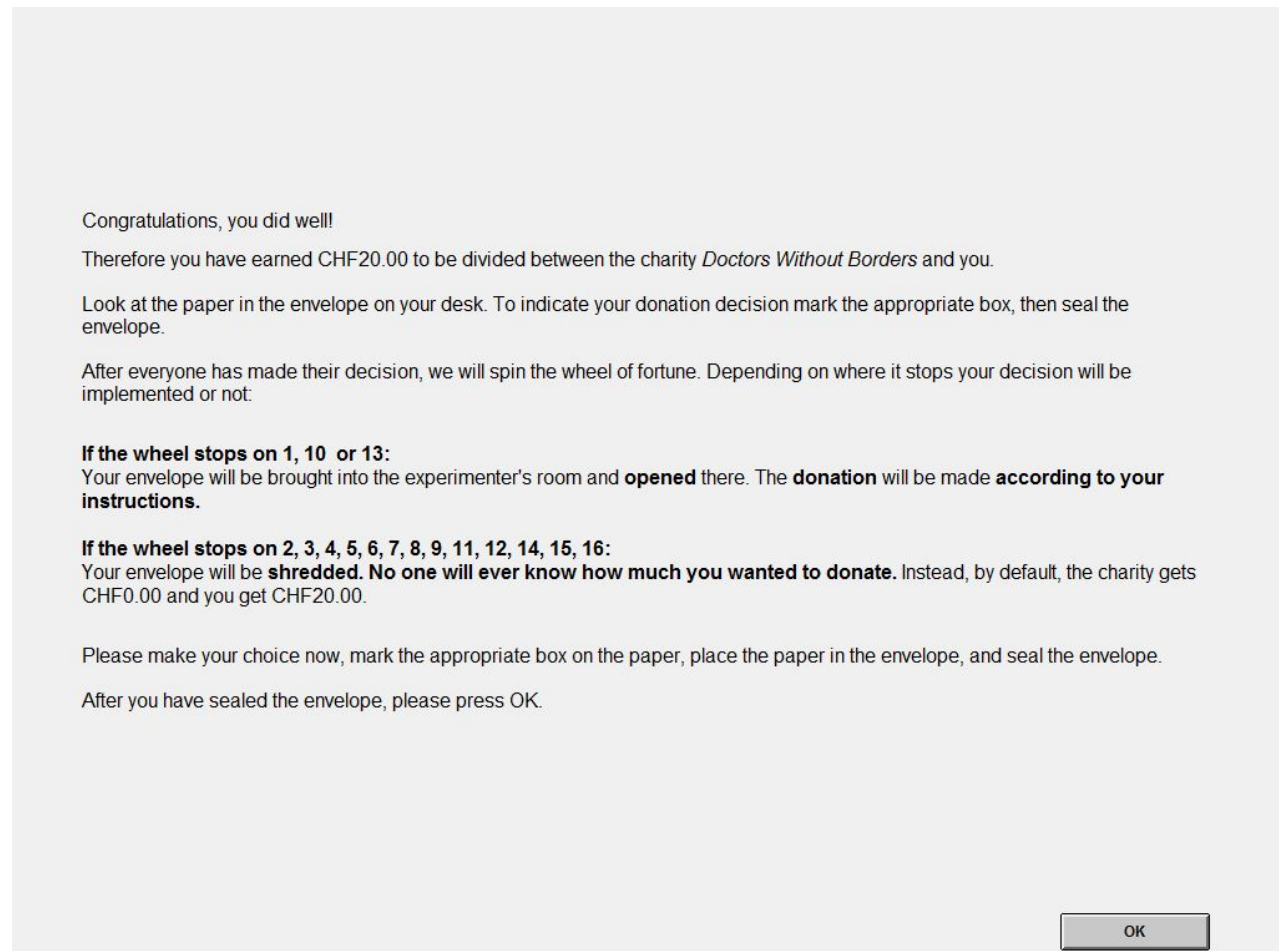 Congratulations, you did well!
Therefore you have earned CHF20.00 to be divided between the charity Doctors Without Borders and you.
Look at the paper in the envelope on your desk. To indicate your donation decision mark the appropriate box, then seal the
envelope.
After everyone has made their decision, we will spin the wheel of fortune. Depending on where it stops your decision will be
implemented or not:
If the wheel stops on 1, 10 or 13:
Your envelope will be brought into the experimenter's room and opened there. The donation will be made according to your
instructions.
If the wheel stops on 2, 3, 4, 5, 6, 7, 8, 9, 11, 12, 14, 15, 16:
Your envelope will be shredded. No one will ever know how much you wanted to donate. Instead, by default, the charity gets
CHF0.00 and you get CHF20.00.
Please make your choice now, mark the appropriate box on the paper, place the paper in the envelope, and seal the envelope.
After you have sealed the envelope, please press OK.
OK